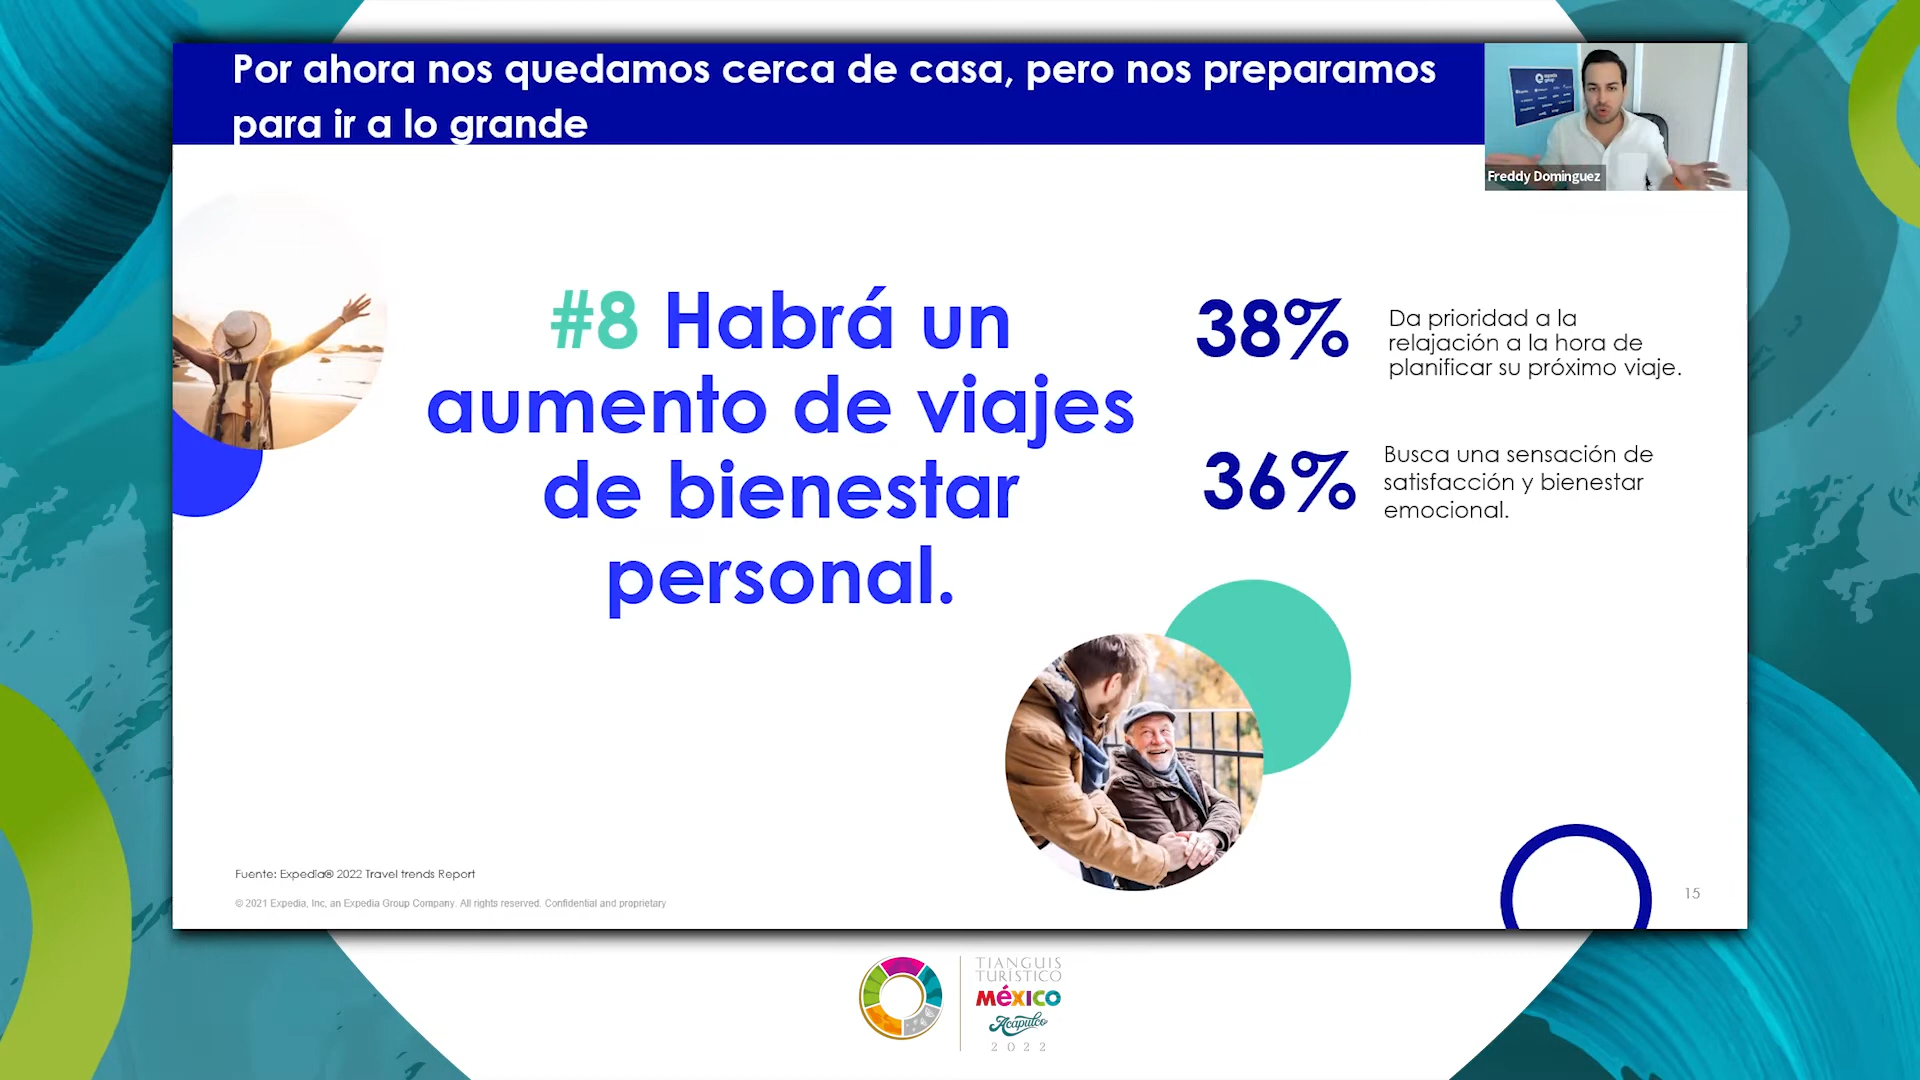 Por ahora nos quedamos cerca de casa, pero nos preparamos
para ir a lo grande
Freddy Dominguez
#8 Habrá un
aumento de viajes
de bienestar
personal.
38%
Da prioridad a la
relajación a la hora de
planificar su próximo viaje.
36%
Busca una sensación de
satisfacción y bienestar
emocional.
Fuente: Expedia® 2022 Travel trends Report
© 2021 Expedia, Inc, an Expedia Group Company. All rights reserved. Confidential and proprietary
15
TIANGUIS
TURÍSTICO
MÉXICO
Acapulco
2022